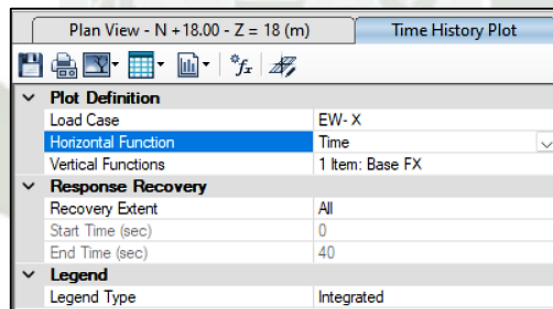 Plan View - N +18.00 - Z = 18 (m)
Time History Plot
fx
Plot Definition
Load Case EW- X
Horizontal Function Time
Vertical Functions 1 Item: Base FX
Response Recovery
Recovery Extent All
Start Time (sec) 0
End Time (sec) 40
Legend
Legend Type Integrated